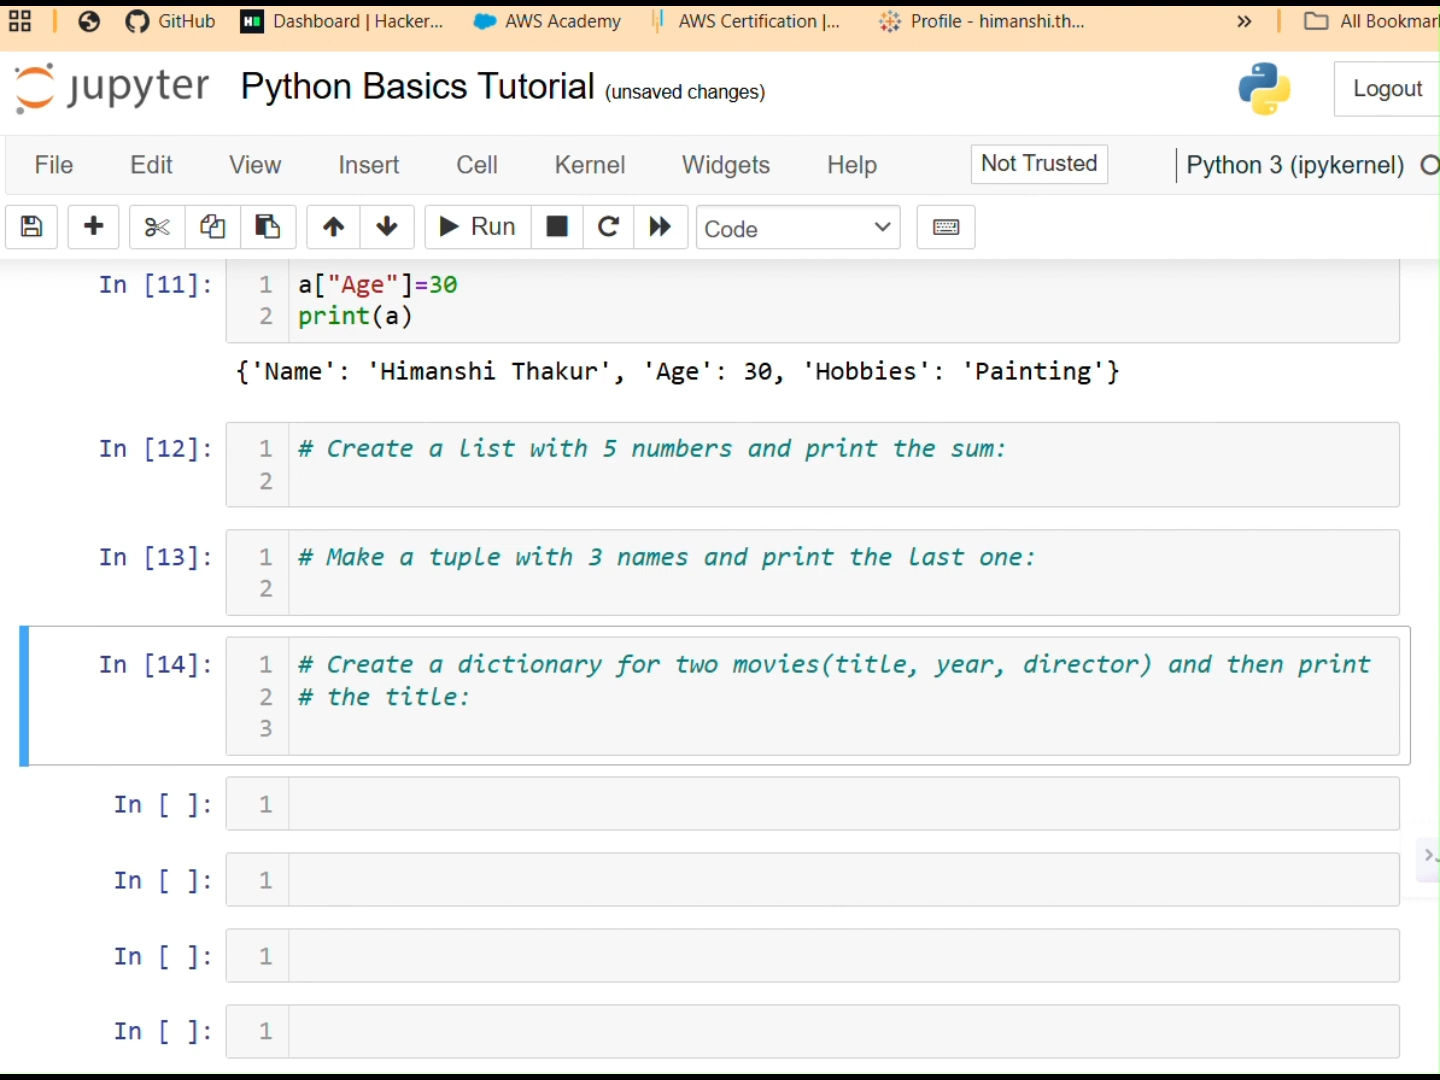 GitHub Dashboard | Hacker... AWS Academy AWS Certification |... Profile - himanshi.th... » All Bookmar
jupyter Python Basics Tutorial (unsaved changes) Logout
File Edit View Insert Cell Kernel Widgets Help Not Trusted Python 3 (ipykernel)
Run Code
In [11]: 1 a["Age"]=30
2 print(a)
{'Name': 'Himanshi Thakur', 'Age': 30, 'Hobbies': 'Painting'}
In [12]: 1 # Create a list with 5 numbers and print the sum:
2
In [13]: 1 # Make a tuple with 3 names and print the last one:
2
In [14]: 1 # Create a dictionary for two movies(title, year, director) and then print
2 # the title:
3
In [ ]: 1
In [ ]: 1
In [ ]: 1
In [ ]: 1